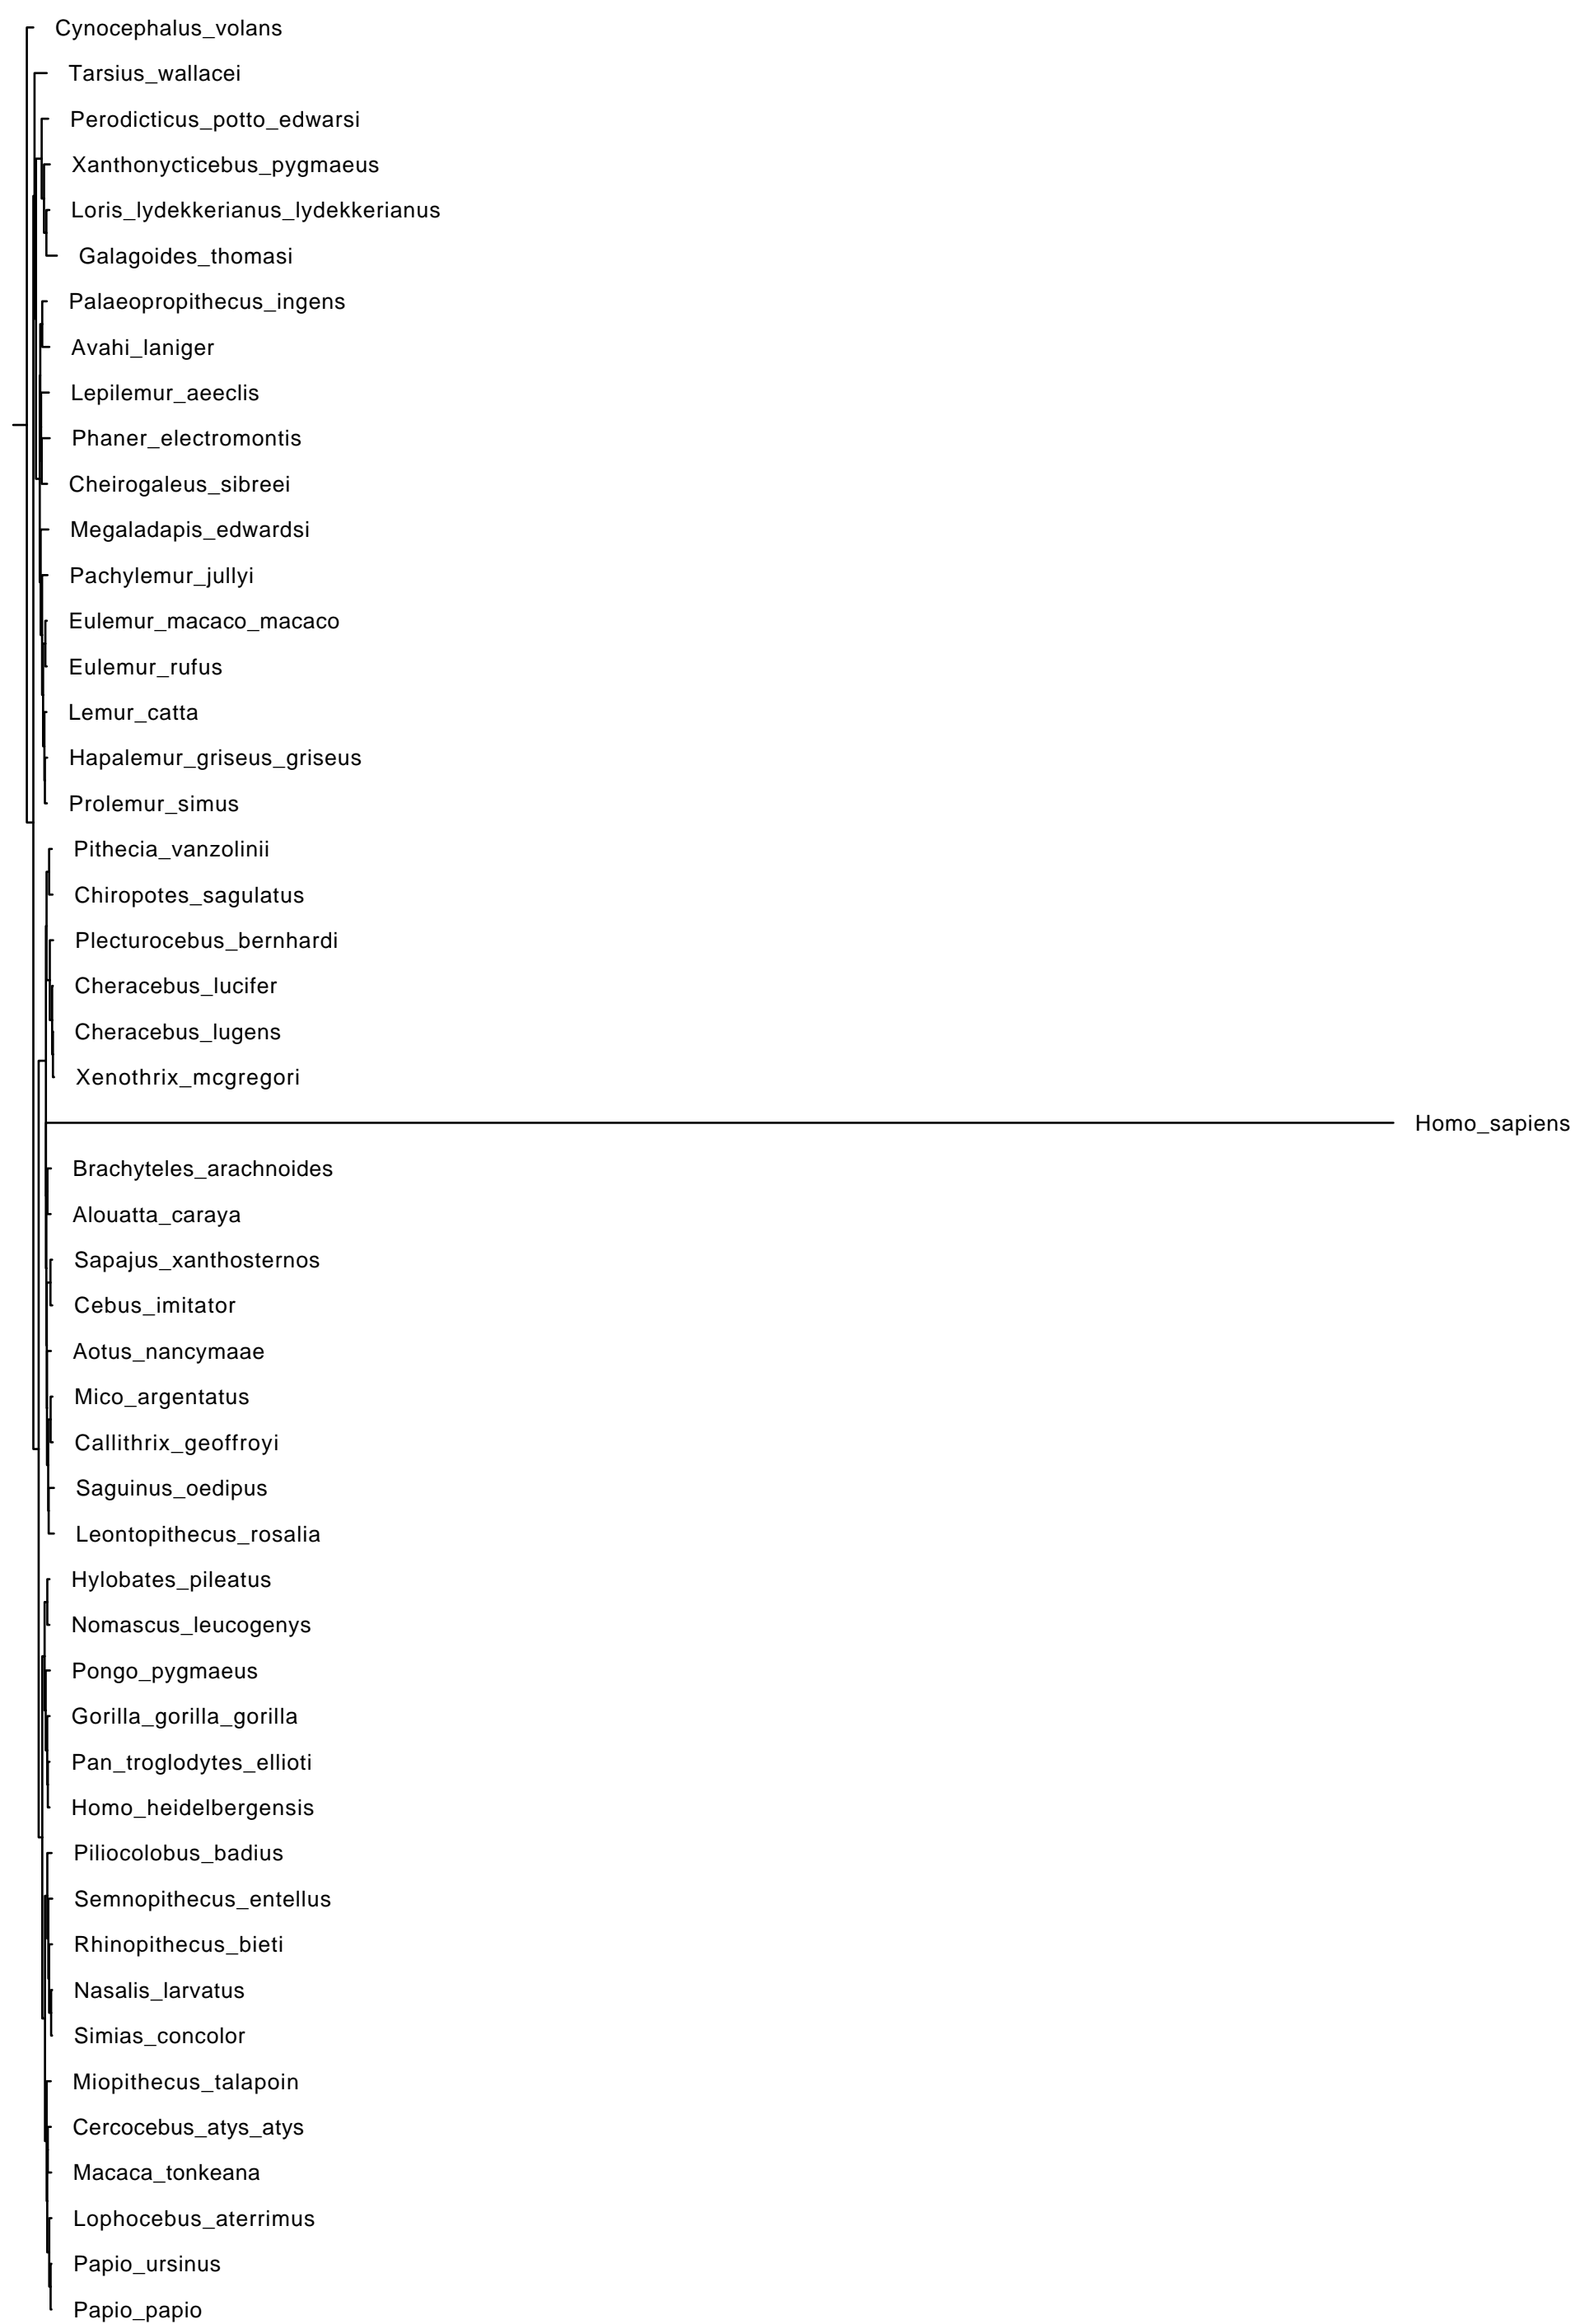 Cynocephalus_volans
Tarsius_wallacei
Perodicticus_potto_edwarsi
Xanthonycticebus_pygmaeus
Loris_lydekkerianus_lydekkerianus
Galagoides_thomasi
Palaeopropithecus_ingens
Avahi_laniger
Lepilemur_aeeclis
Phaner_electromontis
Cheirogaleus_sibreei
Megaladapis_edwardsi
Pachylemur_jullyi
Eulemur_macaco_macaco
Eulemur_rufus
Lemur_catta
Hapalemur_griseus_griseus
Prolemur_simus
Pithecia_vanzolinii
Chiropotes_sagulatus
Plecturocebus_bernhardi
Cheracebus_lucifer
Cheracebus_lugens
Xenothrix_mcgregori
Homo_sapiens
Brachyteles_arachnoides
Alouatta_caraya
Sapajus_xanthosternos
Cebus_imitator
Aotus_nancymaae
Mico_argentatus
Callithrix_geoffroyi
Saguinus_oedipus
Leontopithecus_rosalia
Hylobates_pileatus
Nomascus_leucogenys
Pongo_pygmaeus
Gorilla_gorilla_gorilla
Pan_troglodytes_ellioti
Homo_heidelbergensis
Piliocolobus_badius
Semnopithecus_entellus
Rhinopithecus_bieti
Nasalis_larvatus
Simias_concolor
Miopithecus_talapoin
Cercocebus_atys_atys
Macaca_tonkeana
Lophocebus_aterrimus
Papio_ursinus
Papio_papio